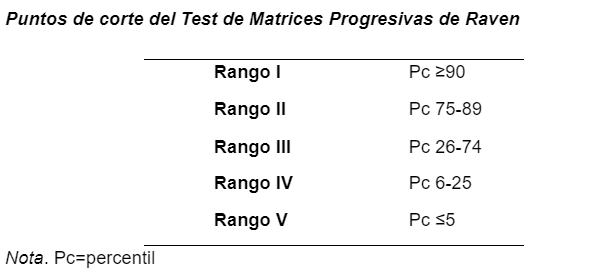 Puntos de corte del Test de Matrices Progresivas de Raven
Rango I Pc ≥90
Rango II Pc 75-89
Rango III Pc 26-74
Rango IV Pc 6-25
Rango V Pc ≤5
Nota. Pc=percentil